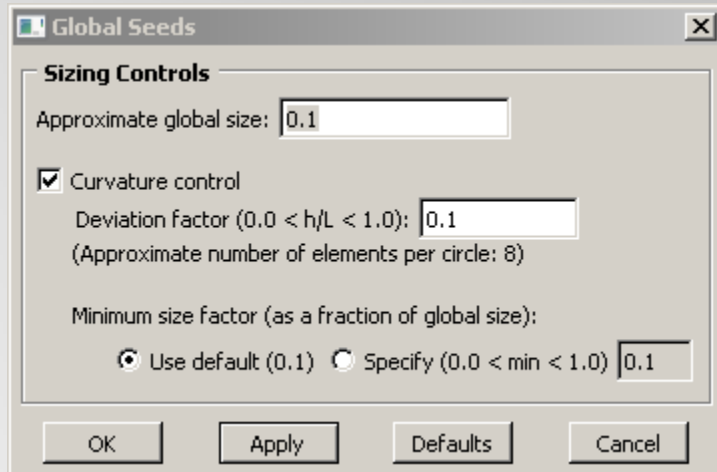 Global Seeds
Sizing Controls
Approximate global size: 0.1
Curvature control
Deviation factor (0.0 < h/L < 1.0): 0.1
(Approximate number of elements per circle: 8)
Minimum size factor (as a fraction of global size):
Use default (0.1) Specify (0.0 < min < 1.0) 0.1
OK Apply Defaults Cancel